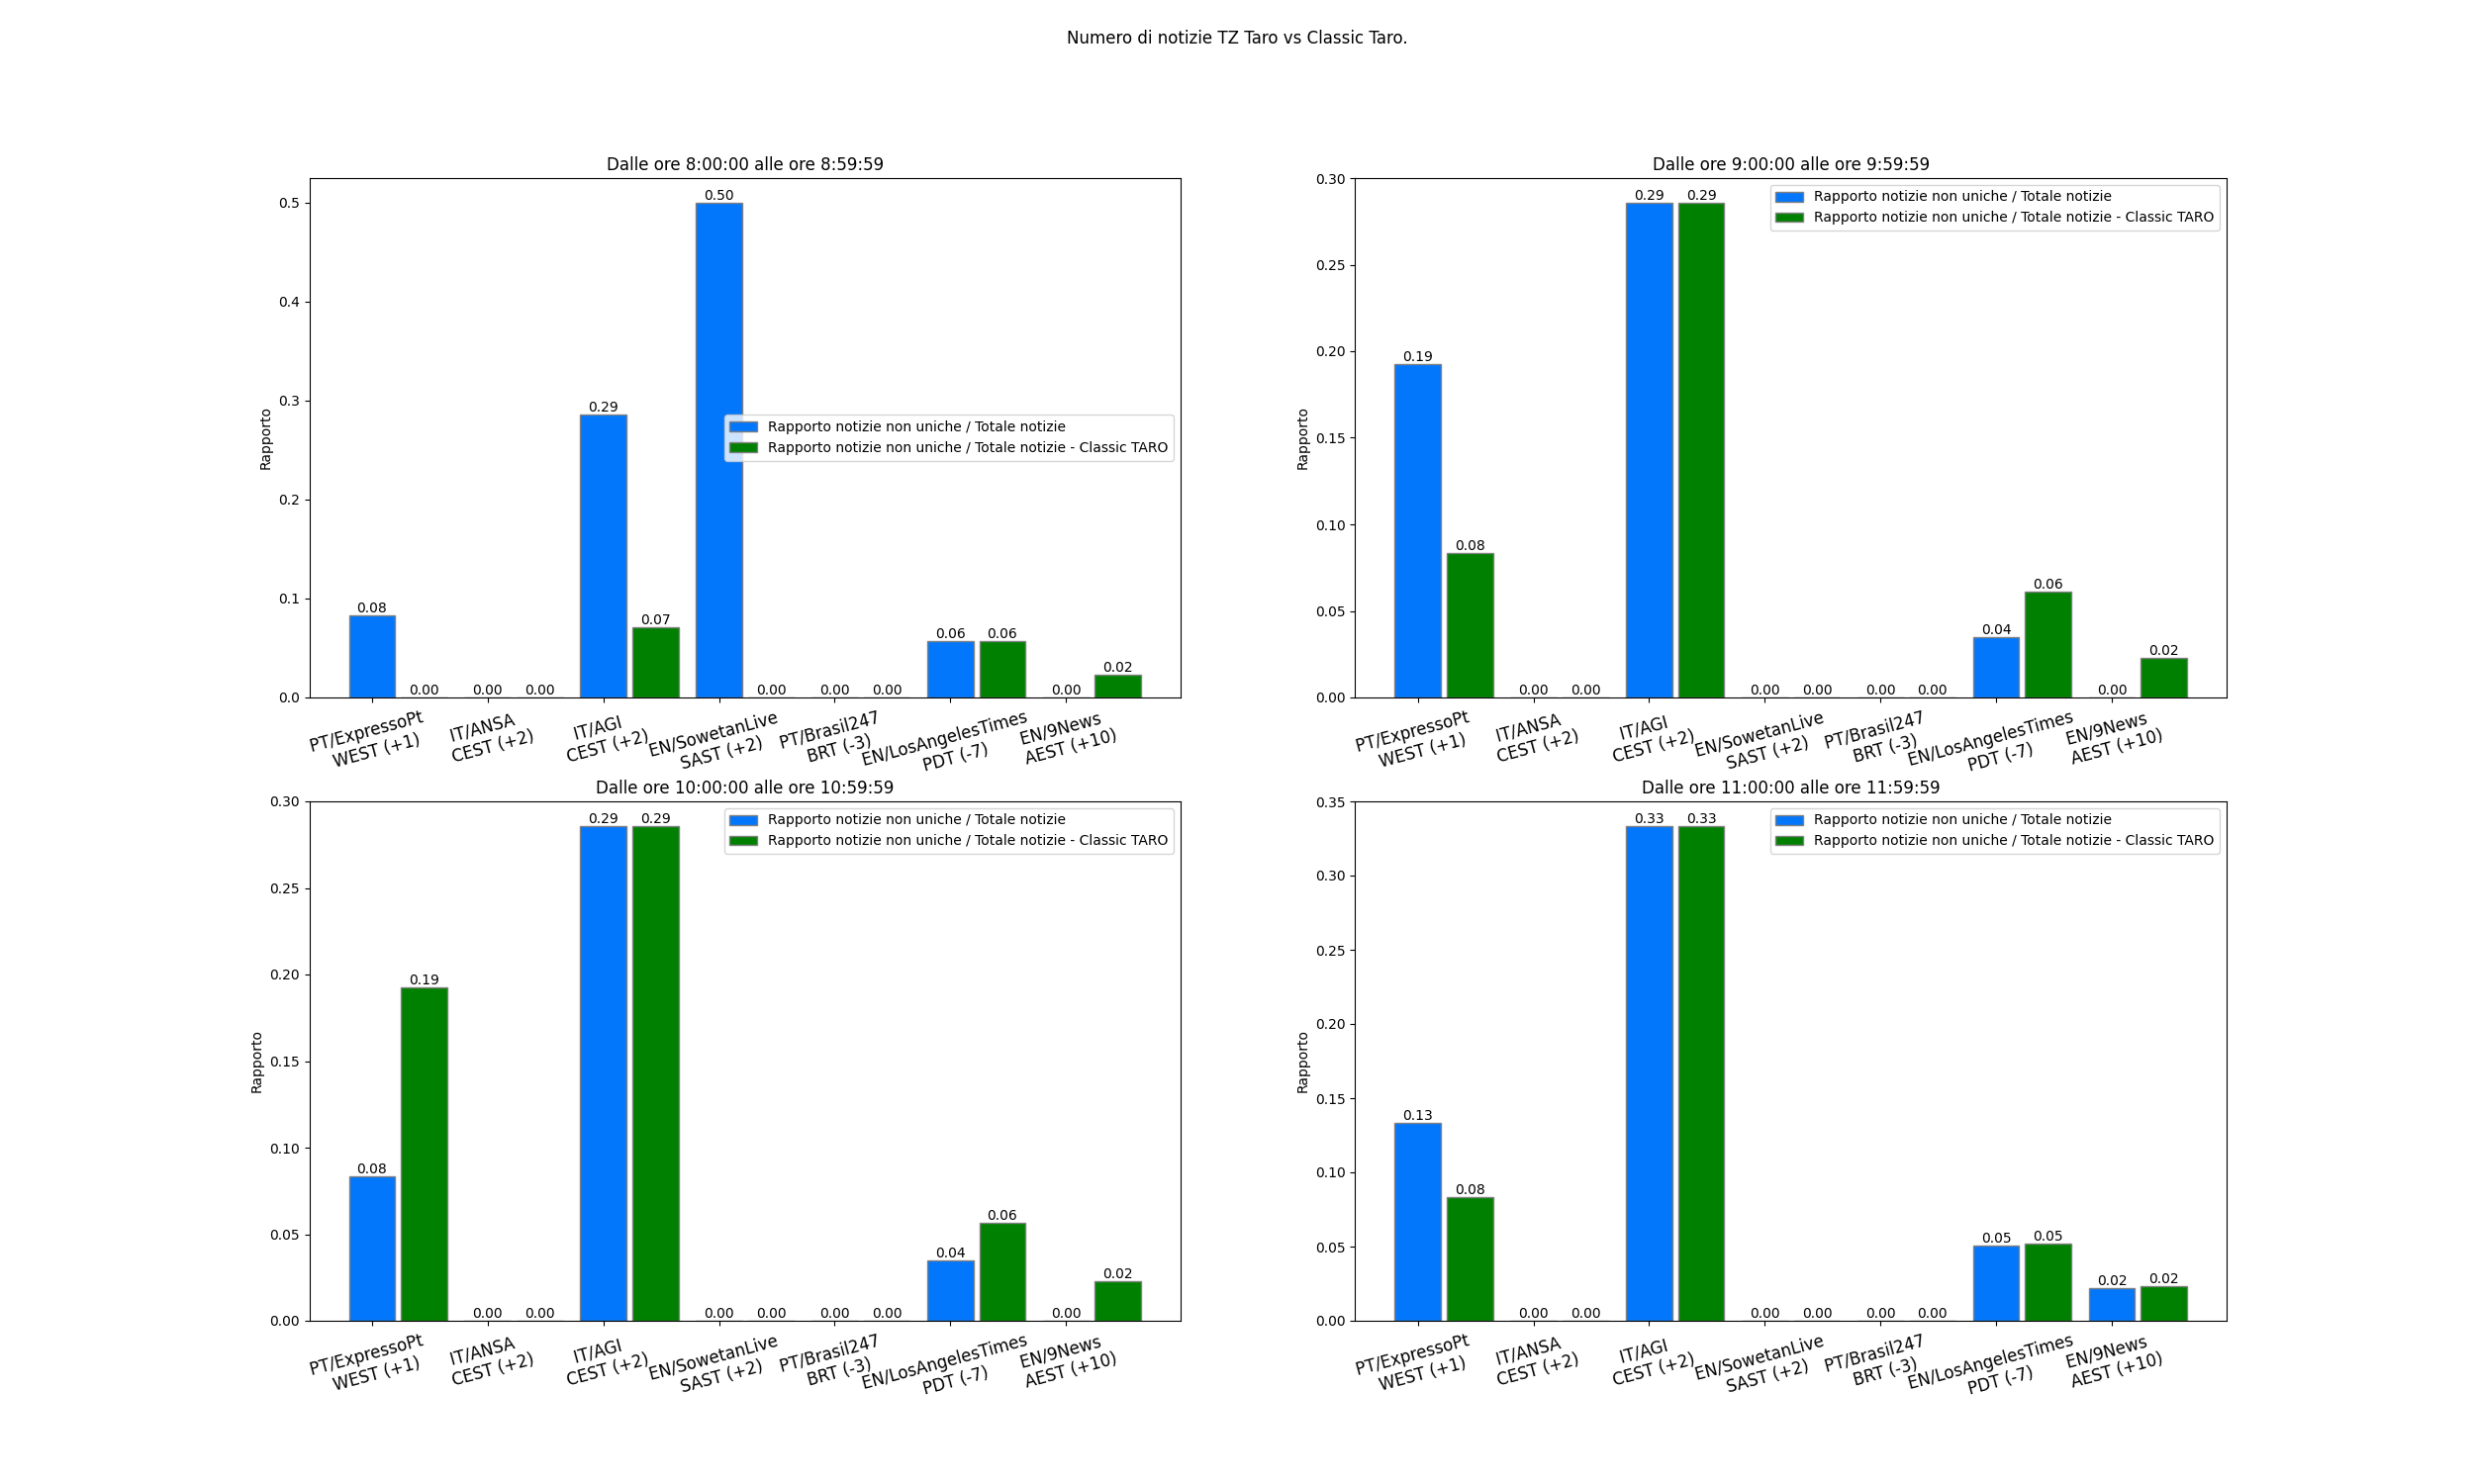 Numero di notizie TZ Taro vs Classic Taro.
Dalle ore 8:00:00 alle ore 8:59:59
Rapporto
0.5
0.4
0.3
0.2
0.1
0.0
0.08
0.00
0.00
0.00
0.29
0.07
0.50
0.00
0.00
0.00
0.06
0.06
0.00
0.02
Rapporto notizie non uniche / Totale notizie
Rapporto notizie non uniche / Totale notizie - Classic TARO
PT/ExpressoPt
WEST (+1)
IT/ANSA
CEST (+2)
IT/AGI
CEST (+2)
EN/SowetanLive
SAST (+2)
PT/Brasil247
BRT (-3)
EN/LosAngelesTimes
PDT (-7)
EN/9News
AEST (+10)
Dalle ore 9:00:00 alle ore 9:59:59
Rapporto
0.30
0.25
0.20
0.15
0.10
0.05
0.00
0.19
0.08
0.00
0.00
0.29
0.29
0.00
0.00
0.00
0.00
0.04
0.06
0.00
0.02
Rapporto notizie non uniche / Totale notizie
Rapporto notizie non uniche / Totale notizie - Classic TARO
PT/ExpressoPt
WEST (+1)
IT/ANSA
CEST (+2)
IT/AGI
CEST (+2)
EN/SowetanLive
SAST (+2)
PT/Brasil247
BRT (-3)
EN/LosAngelesTimes
PDT (-7)
EN/9News
AEST (+10)
Dalle ore 10:00:00 alle ore 10:59:59
Rapporto
0.30
0.25
0.20
0.15
0.10
0.05
0.00
0.08
0.19
0.00
0.00
0.29
0.29
0.00
0.00
0.00
0.00
0.04
0.06
0.00
0.02
Rapporto notizie non uniche / Totale notizie
Rapporto notizie non uniche / Totale notizie - Classic TARO
PT/ExpressoPt
WEST (+1)
IT/ANSA
CEST (+2)
IT/AGI
CEST (+2)
EN/SowetanLive
SAST (+2)
PT/Brasil247
BRT (-3)
EN/LosAngelesTimes
PDT (-7)
EN/9News
AEST (+10)
Dalle ore 11:00:00 alle ore 11:59:59
Rapporto
0.35
0.30
0.25
0.20
0.15
0.10
0.05
0.00
0.13
0.08
0.00
0.00
0.33
0.33
0.00
0.00
0.00
0.00
0.05
0.05
0.02
0.02
Rapporto notizie non uniche / Totale notizie
Rapporto notizie non uniche / Totale notizie - Classic TARO
PT/ExpressoPt
WEST (+1)
IT/ANSA
CEST (+2)
IT/AGI
CEST (+2)
EN/SowetanLive
SAST (+2)
PT/Brasil247
BRT (-3)
EN/LosAngelesTimes
PDT (-7)
EN/9News
AEST (+10)